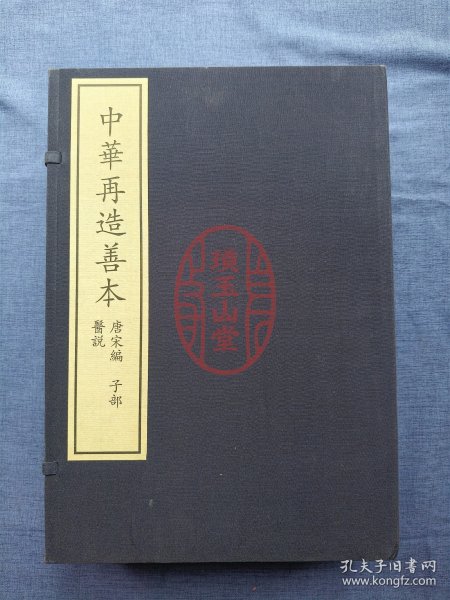 中華再造善本
唐宋編 子部
醫說
璞玉山堂
孔夫子旧书网
www.kongfz.com